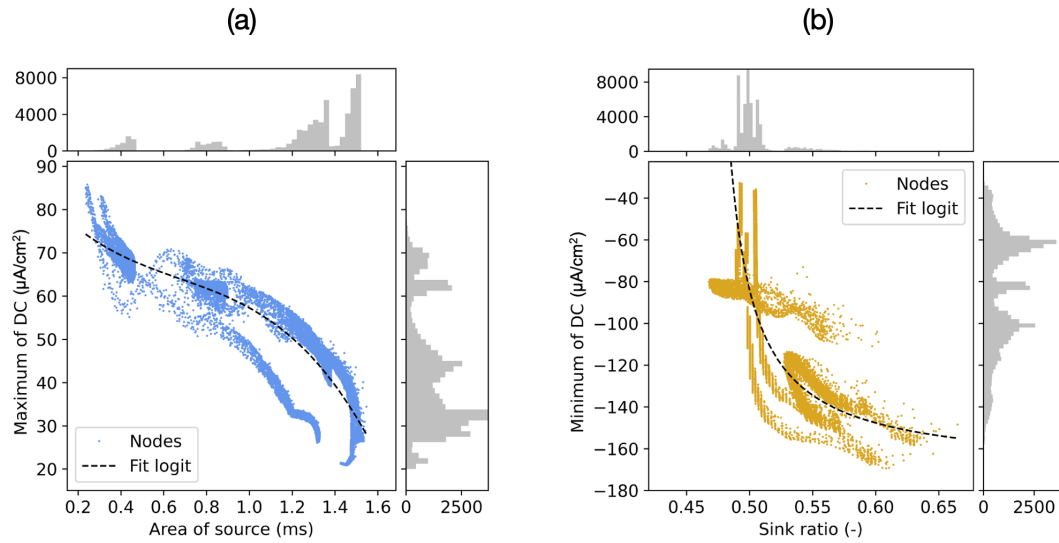 (a)
(b)
8000
4000
0
90
80
70
60
50
40
30
20
Maximum of DC (µA/cm²)
Nodes
Fit logit
0.2 0.4 0.6 0.8 1.0 1.2 1.4 1.6
Area of source (ms)
0 2500
8000
4000
0
−40
−60
−80
−100
−120
−140
−160
−180
Minimum of DC (µA/cm²)
Nodes
Fit logit
0.45 0.50 0.55 0.60 0.65
Sink ratio (-)
0 2500